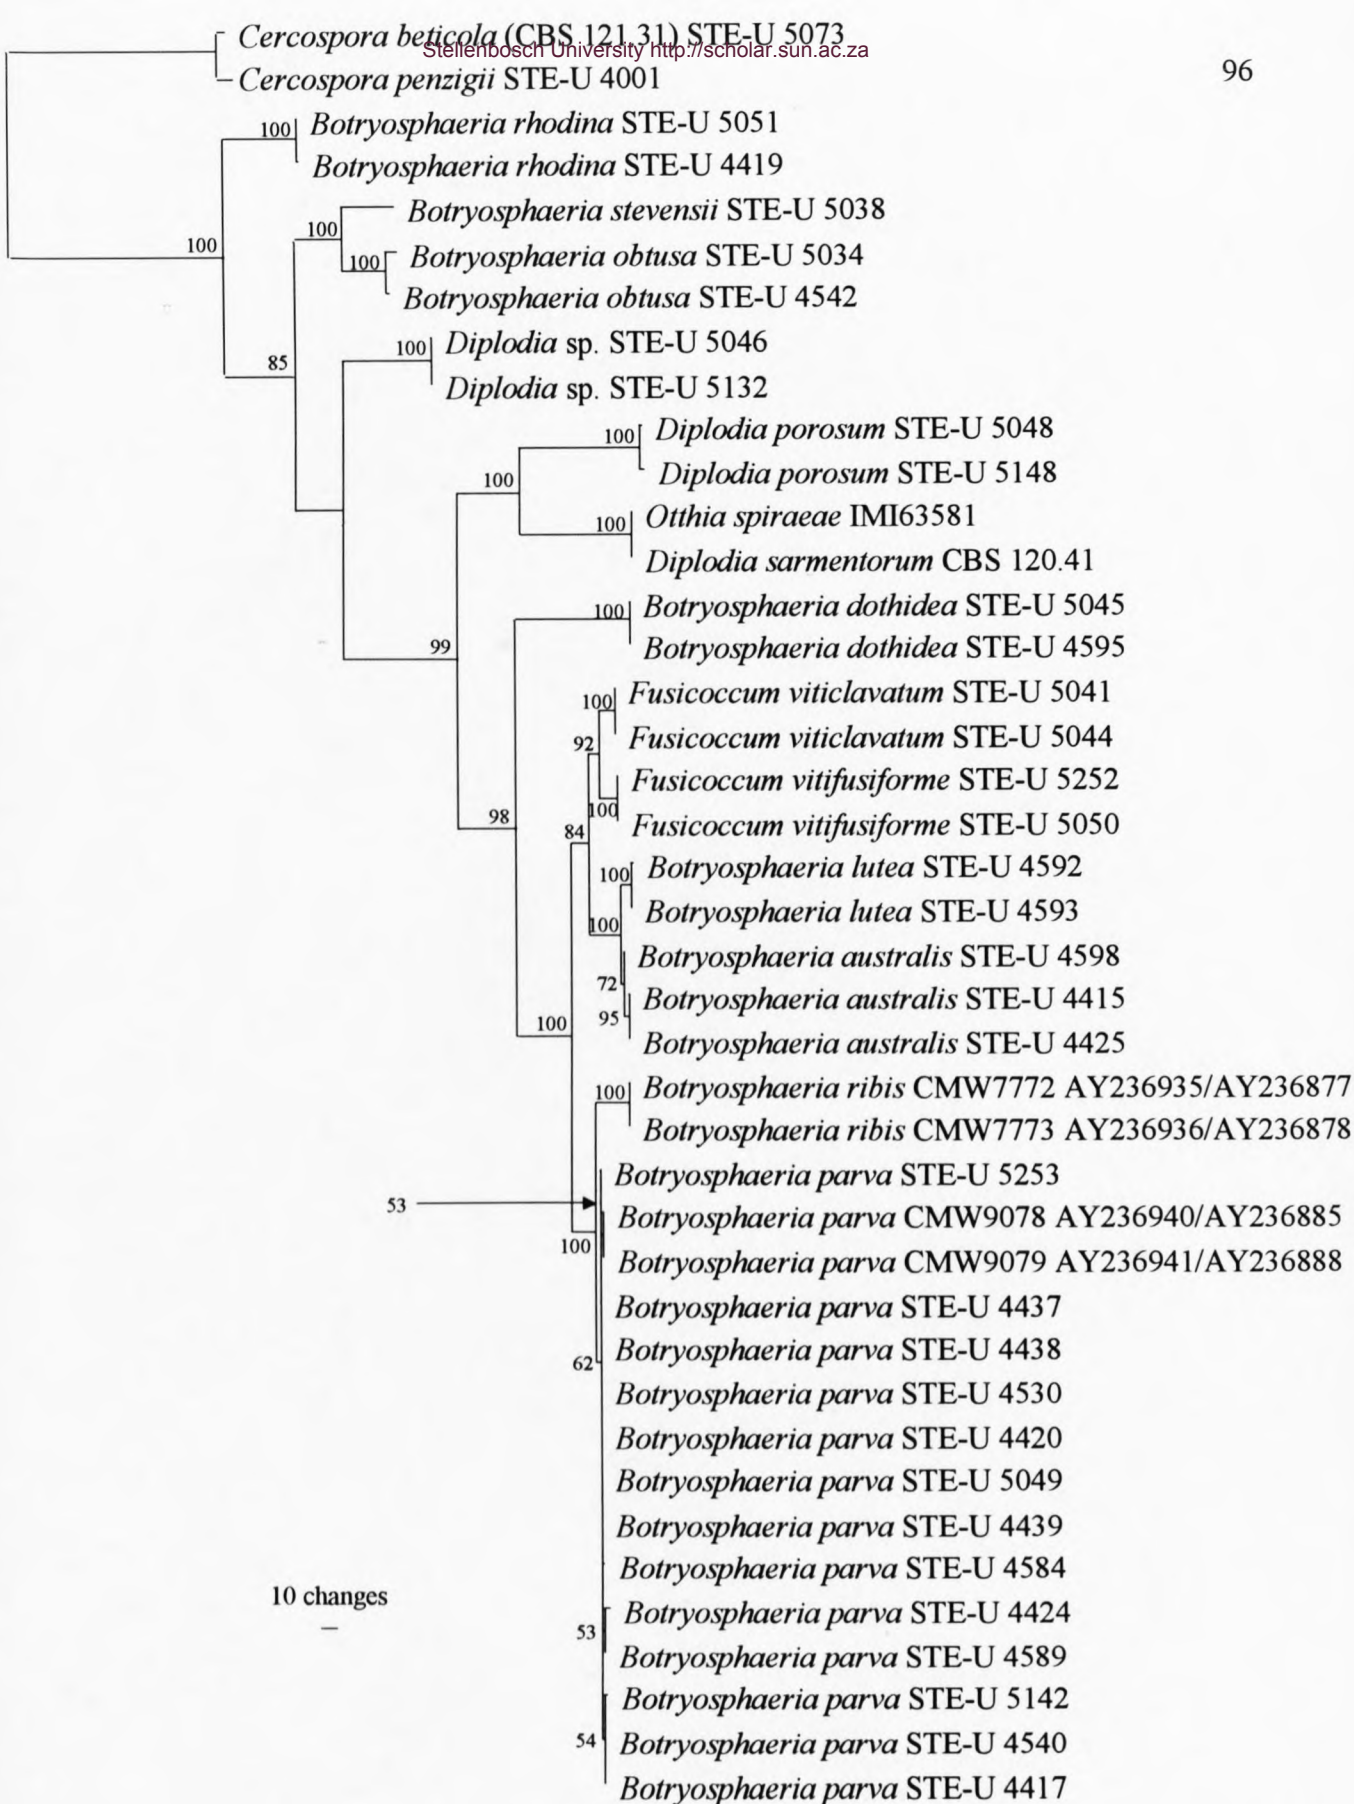 Cercospora beticola (CBS 121.31) STE-U 5073
Stellenbosch University http://scholar.sun.ac.za
96
Cercospora penzigii STE-U 4001
100 Botryosphaeria rhodina STE-U 5051
Botryosphaeria rhodina STE-U 4419
Botryosphaeria stevensii STE-U 5038
100
100
100 Botryosphaeria obtusa STE-U 5034
Botryosphaeria obtusa STE-U 4542
100 Diplodia sp. STE-U 5046
85
Diplodia sp. STE-U 5132
100 Diplodia porosum STE-U 5048
Diplodia porosum STE-U 5148
100
100 Otthia spiraeae IMI63581
Diplodia sarmentorum CBS 120.41
100 Botryosphaeria dothidea STE-U 5045
99 Botryosphaeria dothidea STE-U 4595
100 Fusicoccum viticlavatum STE-U 5041
92 Fusicoccum viticlavatum STE-U 5044
Fusicoccum vitifusiforme STE-U 5252
100
98
84 Fusicoccum vitifusiforme STE-U 5050
100 Botryosphaeria lutea STE-U 4592
Botryosphaeria lutea STE-U 4593
100
Botryosphaeria australis STE-U 4598
72
Botryosphaeria australis STE-U 4415
95
100
Botryosphaeria australis STE-U 4425
100 Botryosphaeria ribis CMW7772 AY236935/AY236877
Botryosphaeria ribis CMW7773 AY236936/AY236878
Botryosphaeria parva STE-U 5253
53
Botryosphaeria parva CMW9078 AY236940/AY236885
100
Botryosphaeria parva CMW9079 AY236941/AY236888
Botryosphaeria parva STE-U 4437
Botryosphaeria parva STE-U 4438
62
Botryosphaeria parva STE-U 4530
Botryosphaeria parva STE-U 4420
Botryosphaeria parva STE-U 5049
Botryosphaeria parva STE-U 4439
Botryosphaeria parva STE-U 4584
10 changes
Botryosphaeria parva STE-U 4424
53
Botryosphaeria parva STE-U 4589
Botryosphaeria parva STE-U 5142
54 Botryosphaeria parva STE-U 4540
Botryosphaeria parva STE-U 4417